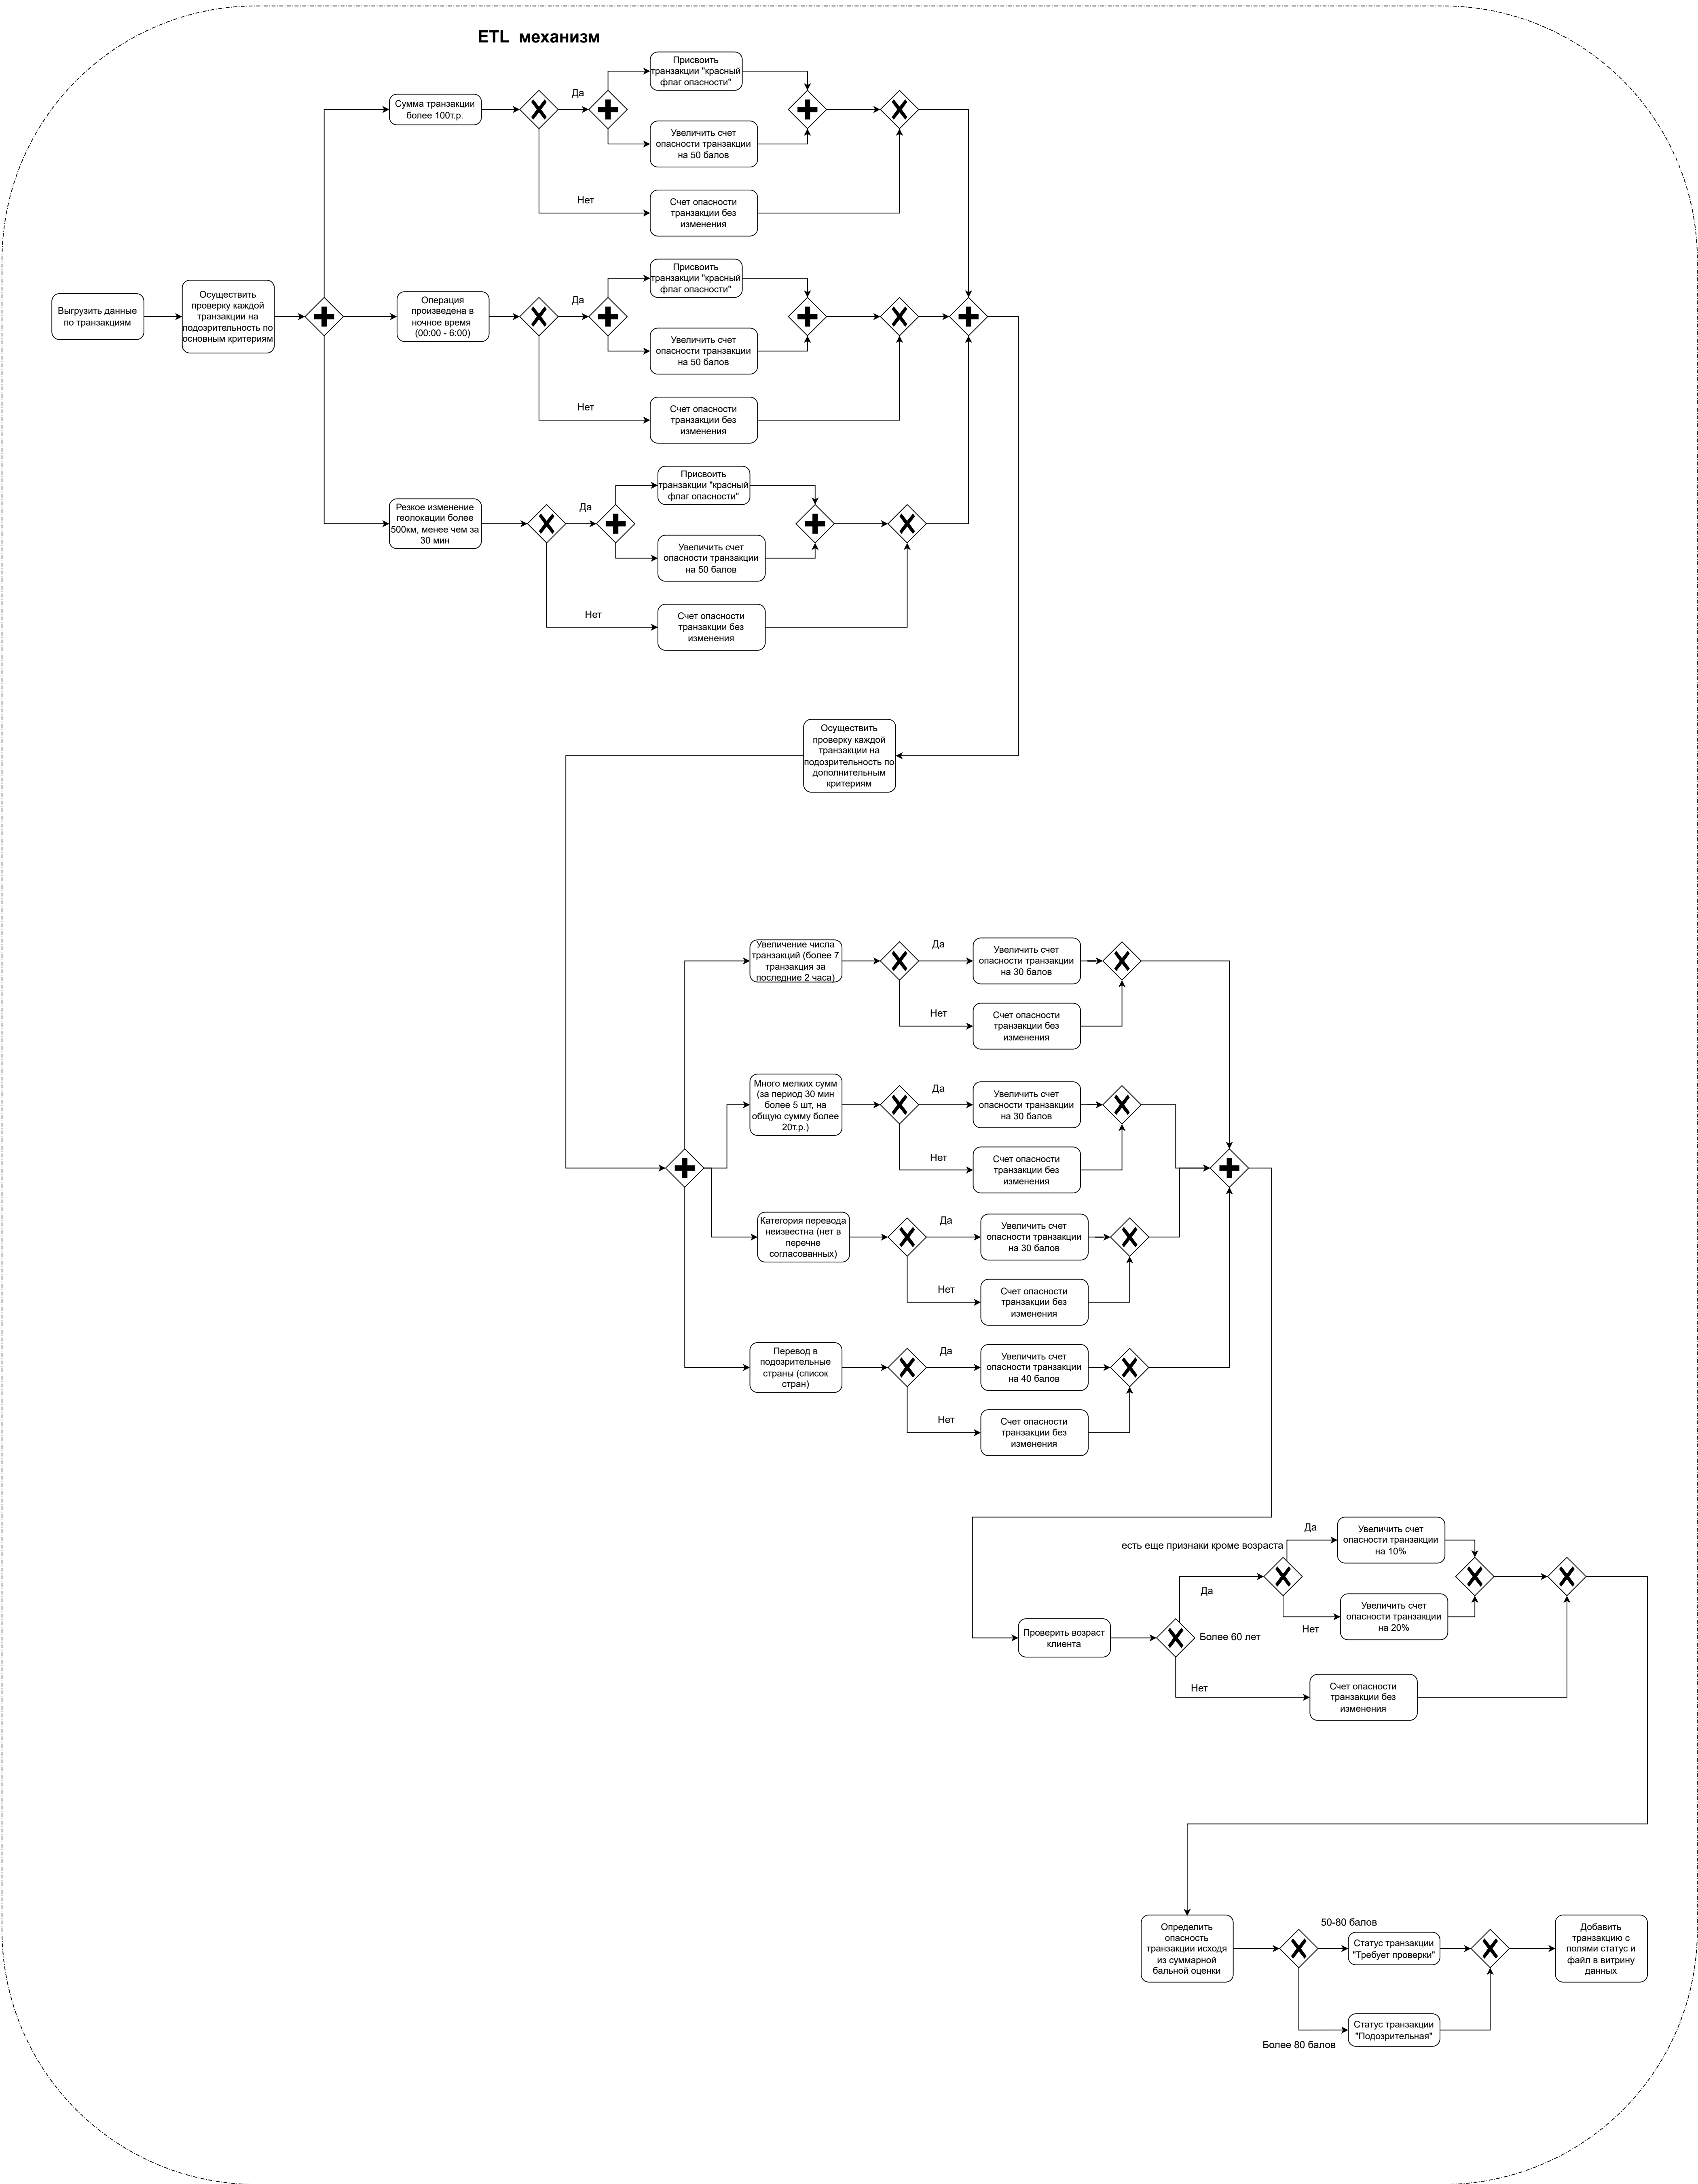 ETL механизм
Присвоить
транзакции "красный
флаг опасности"
Сумма транзакции
более 100т.р.
Да
Увеличить счет
опасности транзакции
на 50 балов
Нет
Счет опасности
транзакции без
изменения
Выгрузить данные
по транзакциям
Осуществить
проверку каждой
транзакции на
подозрительность по
основным критериям
Операция
произведена в
ночное время
(00:00 - 6:00)
Да
Присвоить
транзакции "красный
флаг опасности"
Увеличить счет
опасности транзакции
на 50 балов
Нет
Счет опасности
транзакции без
изменения
Резкое изменение
геолокации более
500км, менее чем за
30 мин
Да
Присвоить
транзакции "красный
флаг опасности"
Увеличить счет
опасности транзакции
на 50 балов
Нет
Счет опасности
транзакции без
изменения
Осуществить
проверку каждой
транзакции на
подозрительность по
дополнительным
критериям
Увеличение числа
транзакций (более 7
транзакция за
последние 2 часа)
Да
Увеличить счет
опасности транзакции
на 30 балов
Нет
Счет опасности
транзакции без
изменения
Много мелких сумм
(за период 30 мин
более 5 шт, на
общую сумму более
20т.р.)
Да
Увеличить счет
опасности транзакции
на 30 балов
Нет
Счет опасности
транзакции без
изменения
Категория перевода
неизвестна (нет в
перечне
согласованных)
Да
Увеличить счет
опасности транзакции
на 30 балов
Нет
Счет опасности
транзакции без
изменения
Перевод в
подозрительные
страны (список
стран)
Да
Увеличить счет
опасности транзакции
на 40 балов
Нет
Счет опасности
транзакции без
изменения
Проверить возраст
клиента
Более 60 лет
Да
есть еще признаки кроме возраста
Да
Увеличить счет
опасности транзакции
на 10%
Нет
Увеличить счет
опасности транзакции
на 20%
Нет
Счет опасности
транзакции без
изменения
Определить
опасность
транзакции исходя
из суммарной
бальной оценки
50-80 балов
Статус транзакции
"Требует проверки"
Более 80 балов
Статус транзакции
"Подозрительная"
Добавить
транзакцию с
полями статус и
файл в витрину
данных